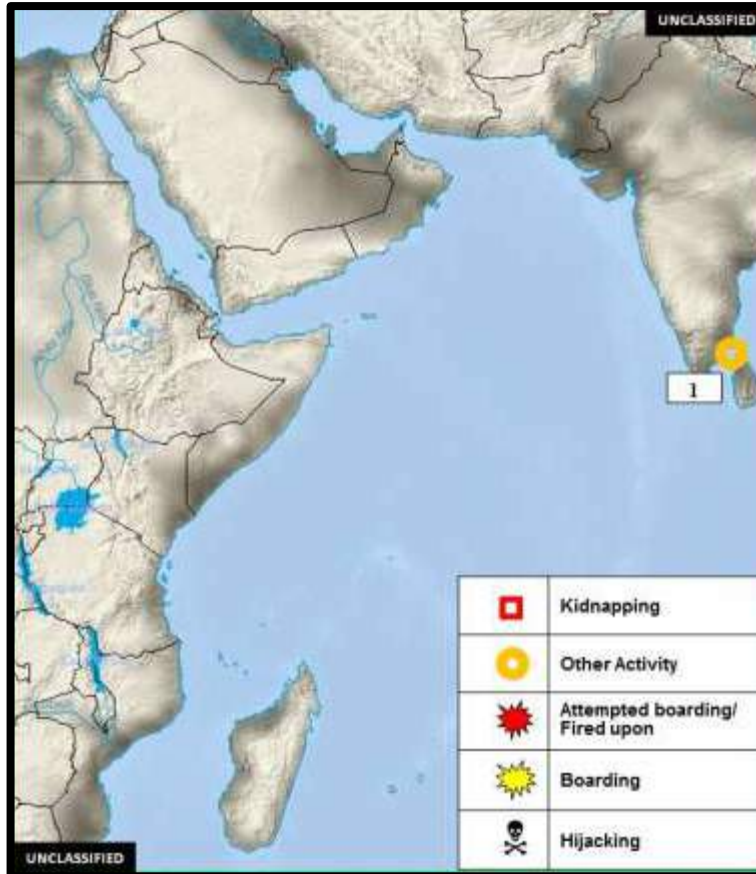 UNCLASSIFIED
1
Kidnapping
Other Activity
Attempted boarding/
Fired upon
Boarding
Hijacking
UNCLASSIFIED